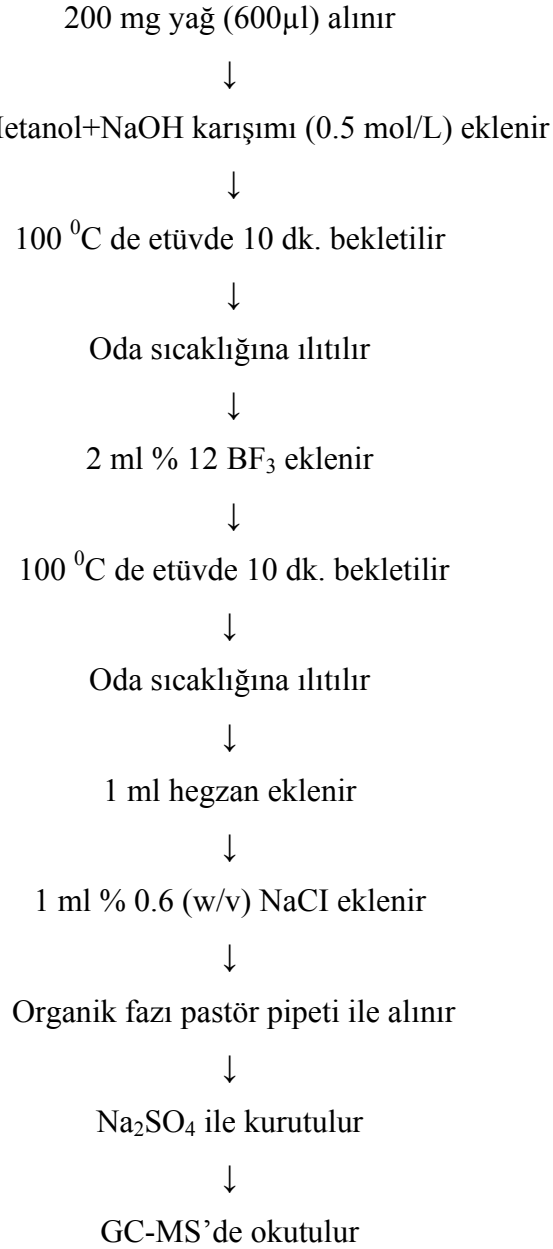 200 mg yağ (600µl) alınır
↓
etanol+NaOH karışımı (0.5 mol/L) eklenir
↓
100 ⁰C de etüvde 10 dk. bekletilir
↓
Oda sıcaklığına ılıtılır
↓
2 ml % 12 BF₃ eklenir
↓
100 ⁰C de etüvde 10 dk. bekletilir
↓
Oda sıcaklığına ılıtılır
↓
1 ml hegzan eklenir
↓
1 ml % 0.6 (w/v) NaCI eklenir
↓
Organik fazı pastör pipeti ile alınır
↓
Na₂SO₄ ile kurutulur
↓
GC-MS’de okutulur